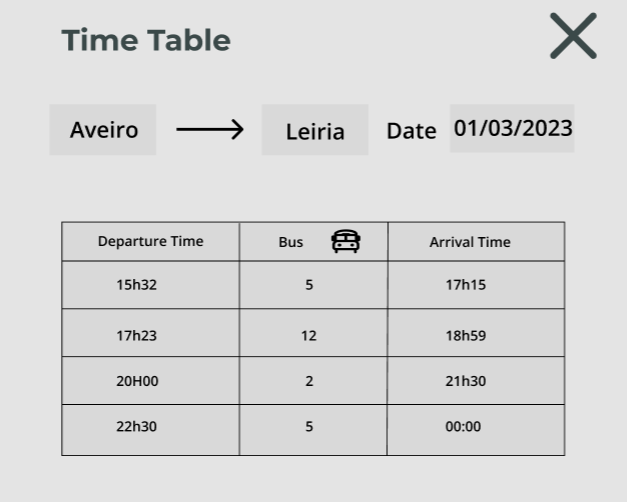 Time Table
Aveiro Leiria Date 01/03/2023
Departure Time Bus Arrival Time
15h32 5 17h15
17h23 12 18h59
20H00 2 21h30
22h30 5 00:00